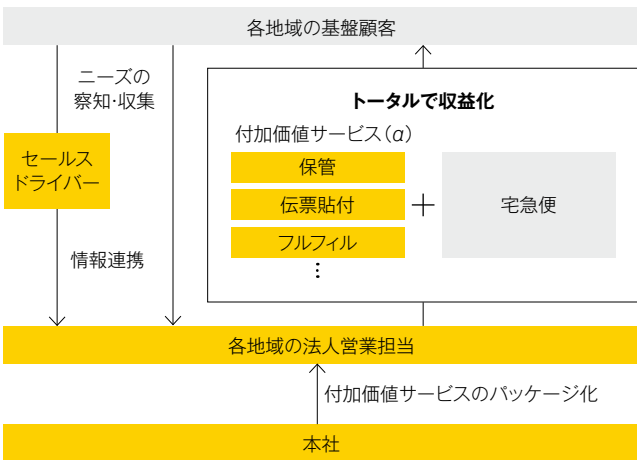 各地域の基盤顧客
ニーズの
察知・収集
セールス
ドライバー
情報連携
トータルで収益化
付加価値サービス(α)
保管
伝票貼付
フルフィル
⋮
+
宅急便
各地域の法人営業担当
付加価値サービスのパッケージ化
本社